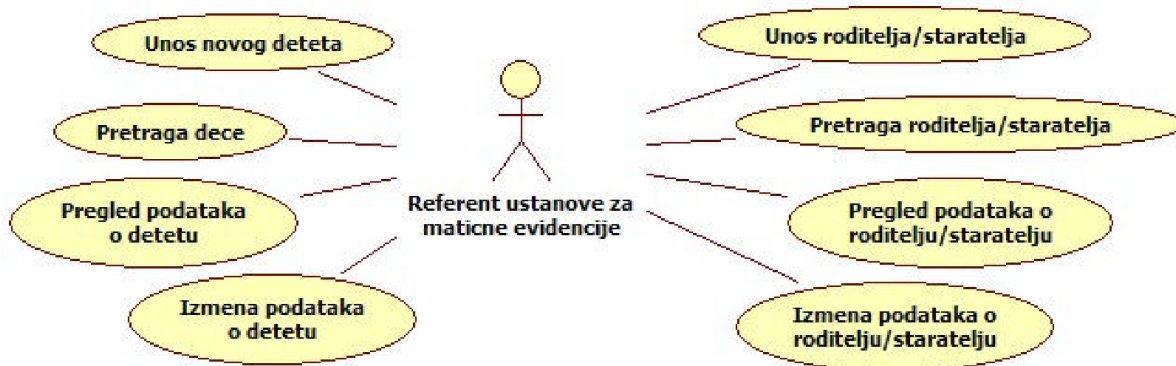 Unos novog deteta
Pretraga dece
Pregled podataka
o detetu
Izmena podataka
o detetu
Referent ustanove za
maticne evidencije
Unos roditelja/staratelja
Pretraga roditelja/staratelja
Pregled podataka o
roditelju/staratelju
Izmena podataka o
roditelju/staratelju